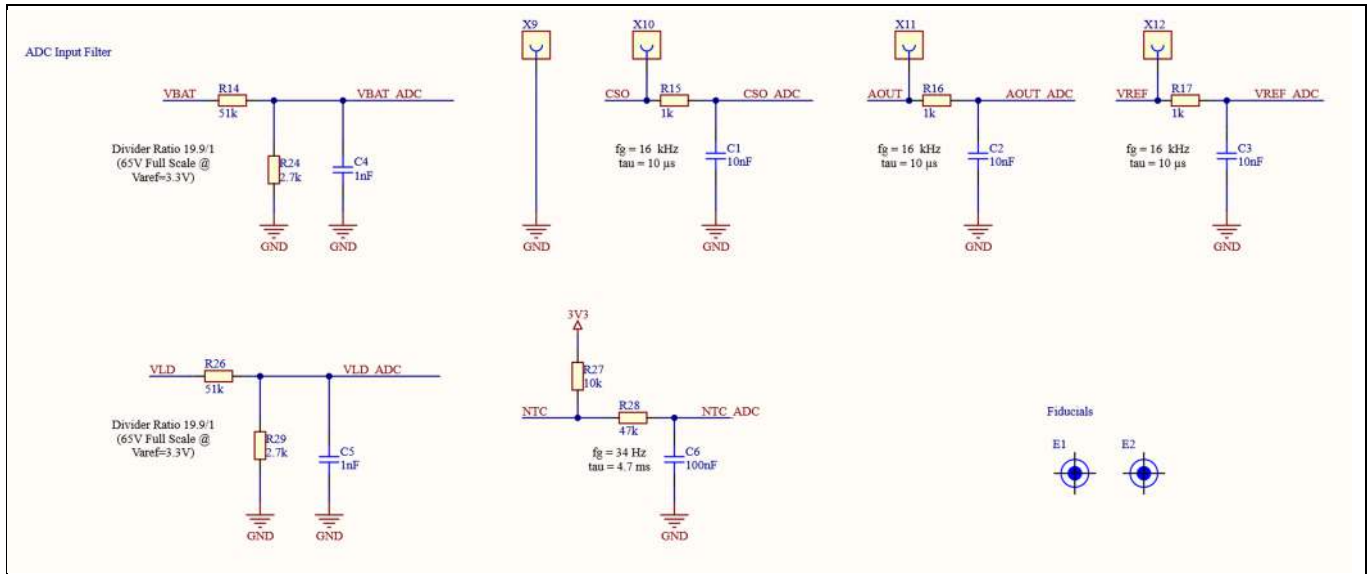 ADC Input Filter
X9
X10
X11
X12
VBAT
R14
51k
VBAT_ADC
Divider Ratio 19.9/1
(65V Full Scale @
Varef=3.3V)
R24
2.7k
C4
1nF
GND
GND
GND
CSO
R15
1k
CSO_ADC
fg = 16 kHz
tau = 10 µs
C1
10nF
GND
AOUT
R16
1k
AOUT_ADC
fg = 16 kHz
tau = 10 µs
C2
10nF
GND
VREF
R17
1k
VREF_ADC
fg = 16 kHz
tau = 10 µs
C3
10nF
GND
VLD
R26
51k
VLD_ADC
Divider Ratio 19.9/1
(65V Full Scale @
Varef=3.3V)
R29
2.7k
C5
1nF
GND
GND
3V3
R27
10k
NTC
R28
47k
NTC_ADC
fg = 34 Hz
tau = 4.7 ms
C6
100nF
GND
Fiducials
E1
E2